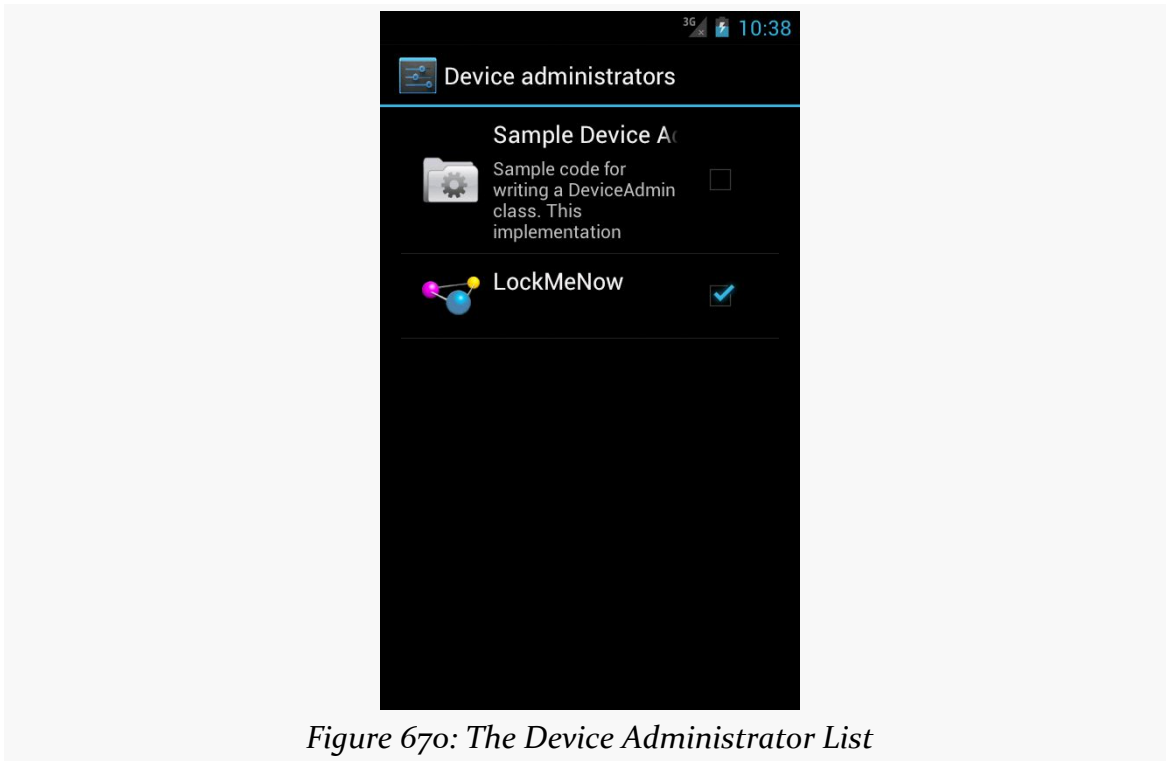 3G
10:38
Device administrators
Sample Device A
Sample code for
writing a DeviceAdmin
class. This
implementation
LockMeNow
Figure 670: The Device Administrator List